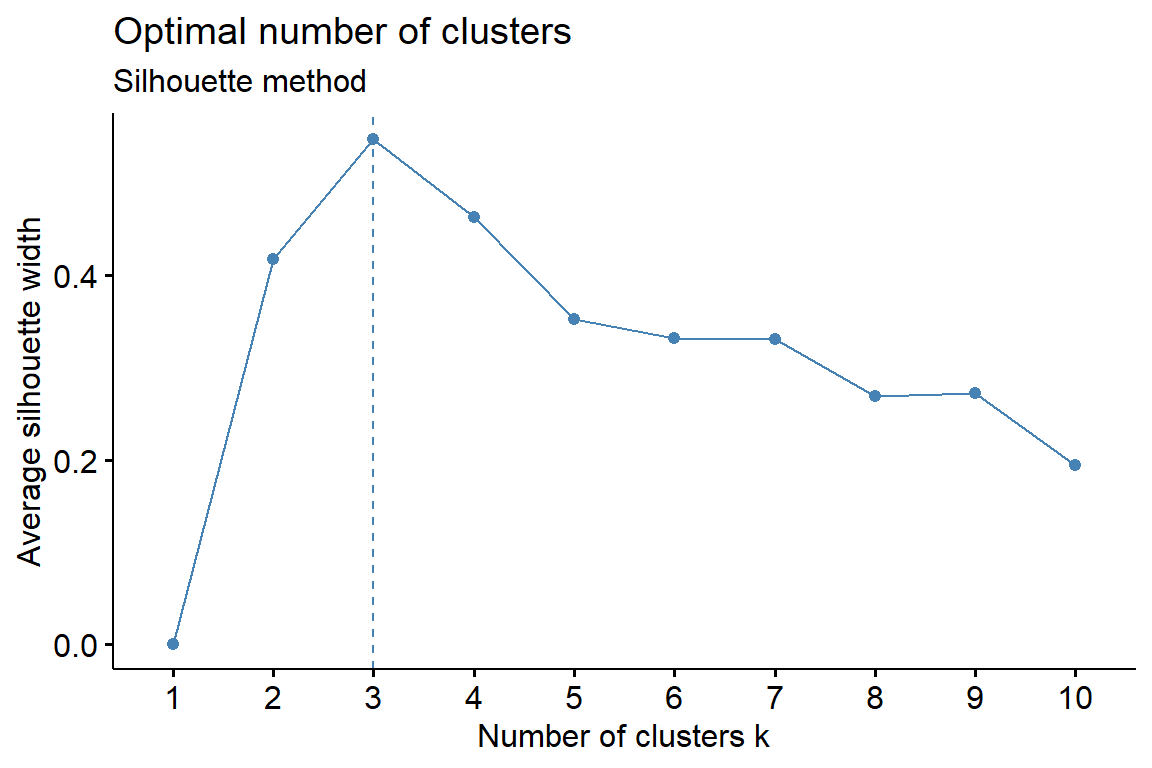 Optimal number of clusters
Silhouette method
Average silhouette width
0.4
0.2
0.0
1 2 3 4 5 6 7 8 9 10
Number of clusters k